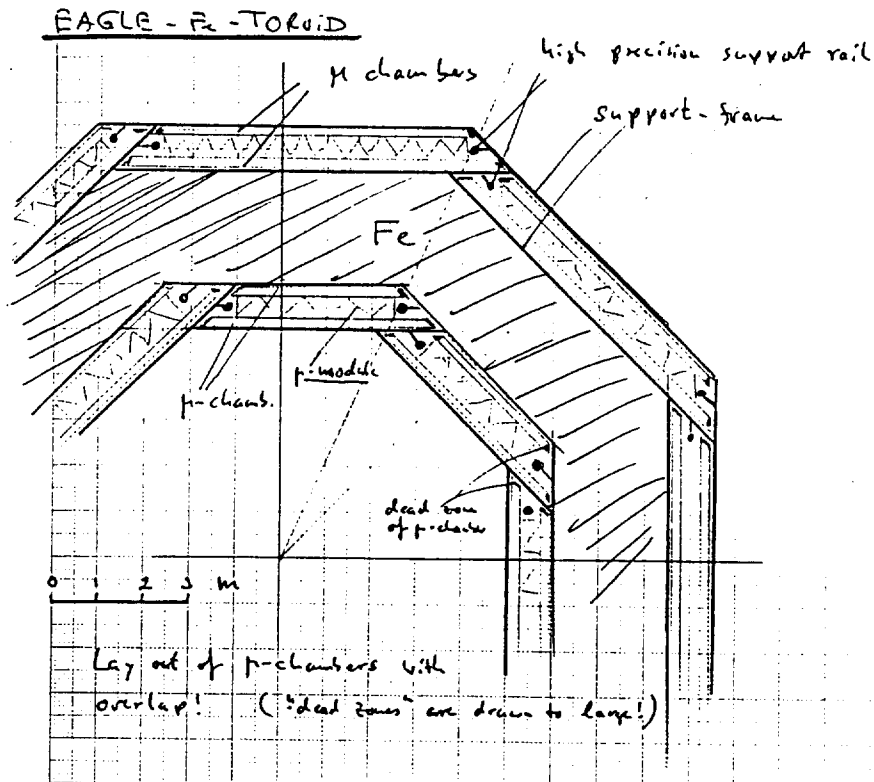 EAGLE - Fe - TOROID
μ chambers
high precision support rail
support-frame
Fe
μ-chamb.
μ-module
dead zone
of μ-chamber
0 1 2 3 m
Lay out of μ-chambers with
overlap! ("dead zones" are drawn to large!)